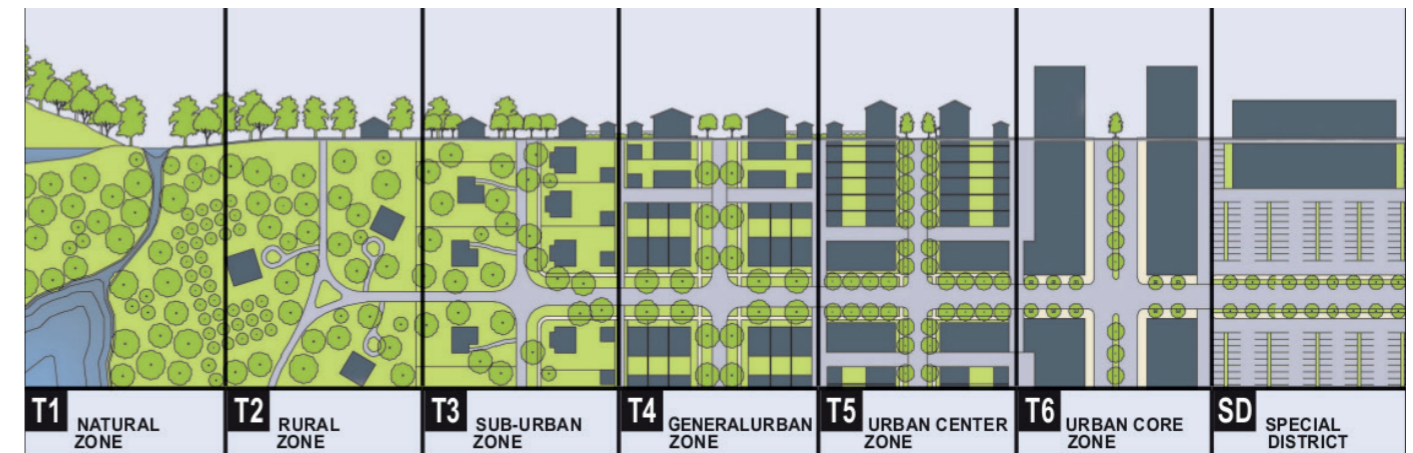 T1 NATURAL
ZONE
T2 RURAL
ZONE
T3 SUB-URBAN
ZONE
T4 GENERALURBAN
ZONE
T5 URBAN CENTER
ZONE
T6 URBAN CORE
ZONE
SD SPECIAL
DISTRICT